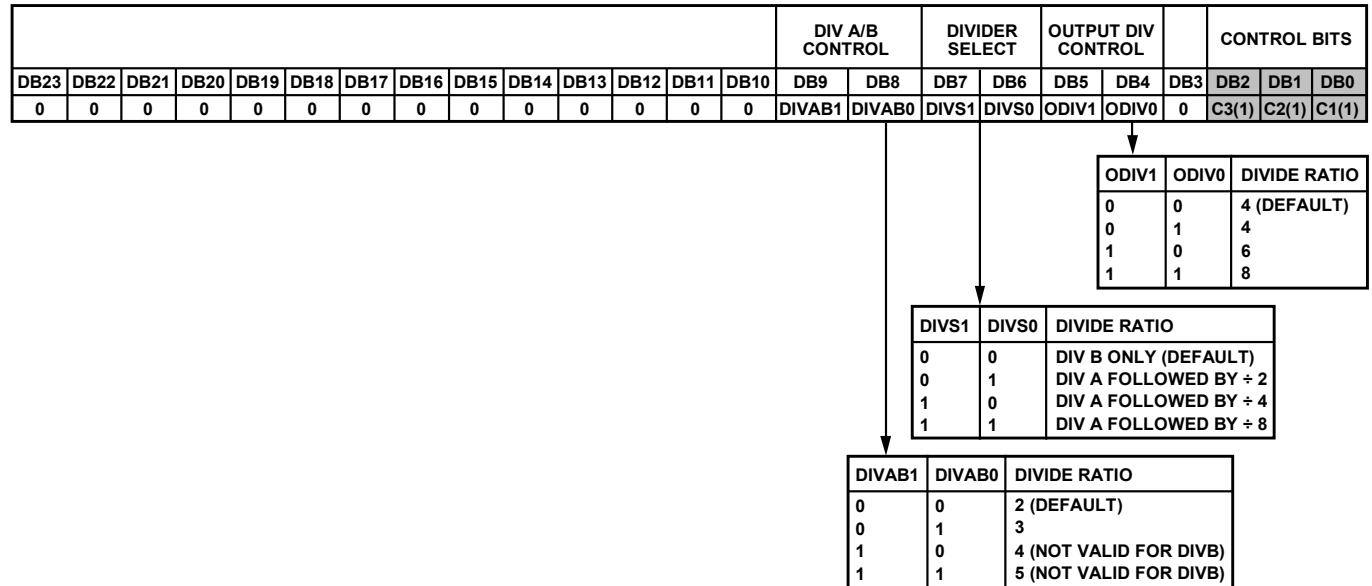 DIV A/B CONTROL DIVIDER SELECT OUTPUT DIV CONTROL CONTROL BITS
DB23 DB22 DB21 DB20 DB19 DB18 DB17 DB16 DB15 DB14 DB13 DB12 DB11 DB10 DB9 DB8 DB7 DB6 DB5 DB4 DB3 DB2 DB1 DB0
0 0 0 0 0 0 0 0 0 0 0 0 0 0 DIVAB1 DIVAB0 DIVS1 DIVS0 ODIV1 ODIV0 0 C3(1) C2(1) C1(1)
ODIV1 ODIV0 DIVIDE RATIO
0 0 4 (DEFAULT)
0 1 4
1 0 6
1 1 8
DIVS1 DIVS0 DIVIDE RATIO
0 0 DIV B ONLY (DEFAULT)
0 1 DIV A FOLLOWED BY ÷ 2
1 0 DIV A FOLLOWED BY ÷ 4
1 1 DIV A FOLLOWED BY ÷ 8
DIVAB1 DIVAB0 DIVIDE RATIO
0 0 2 (DEFAULT)
0 1 3
1 0 4 (NOT VALID FOR DIVB)
1 1 5 (NOT VALID FOR DIVB)